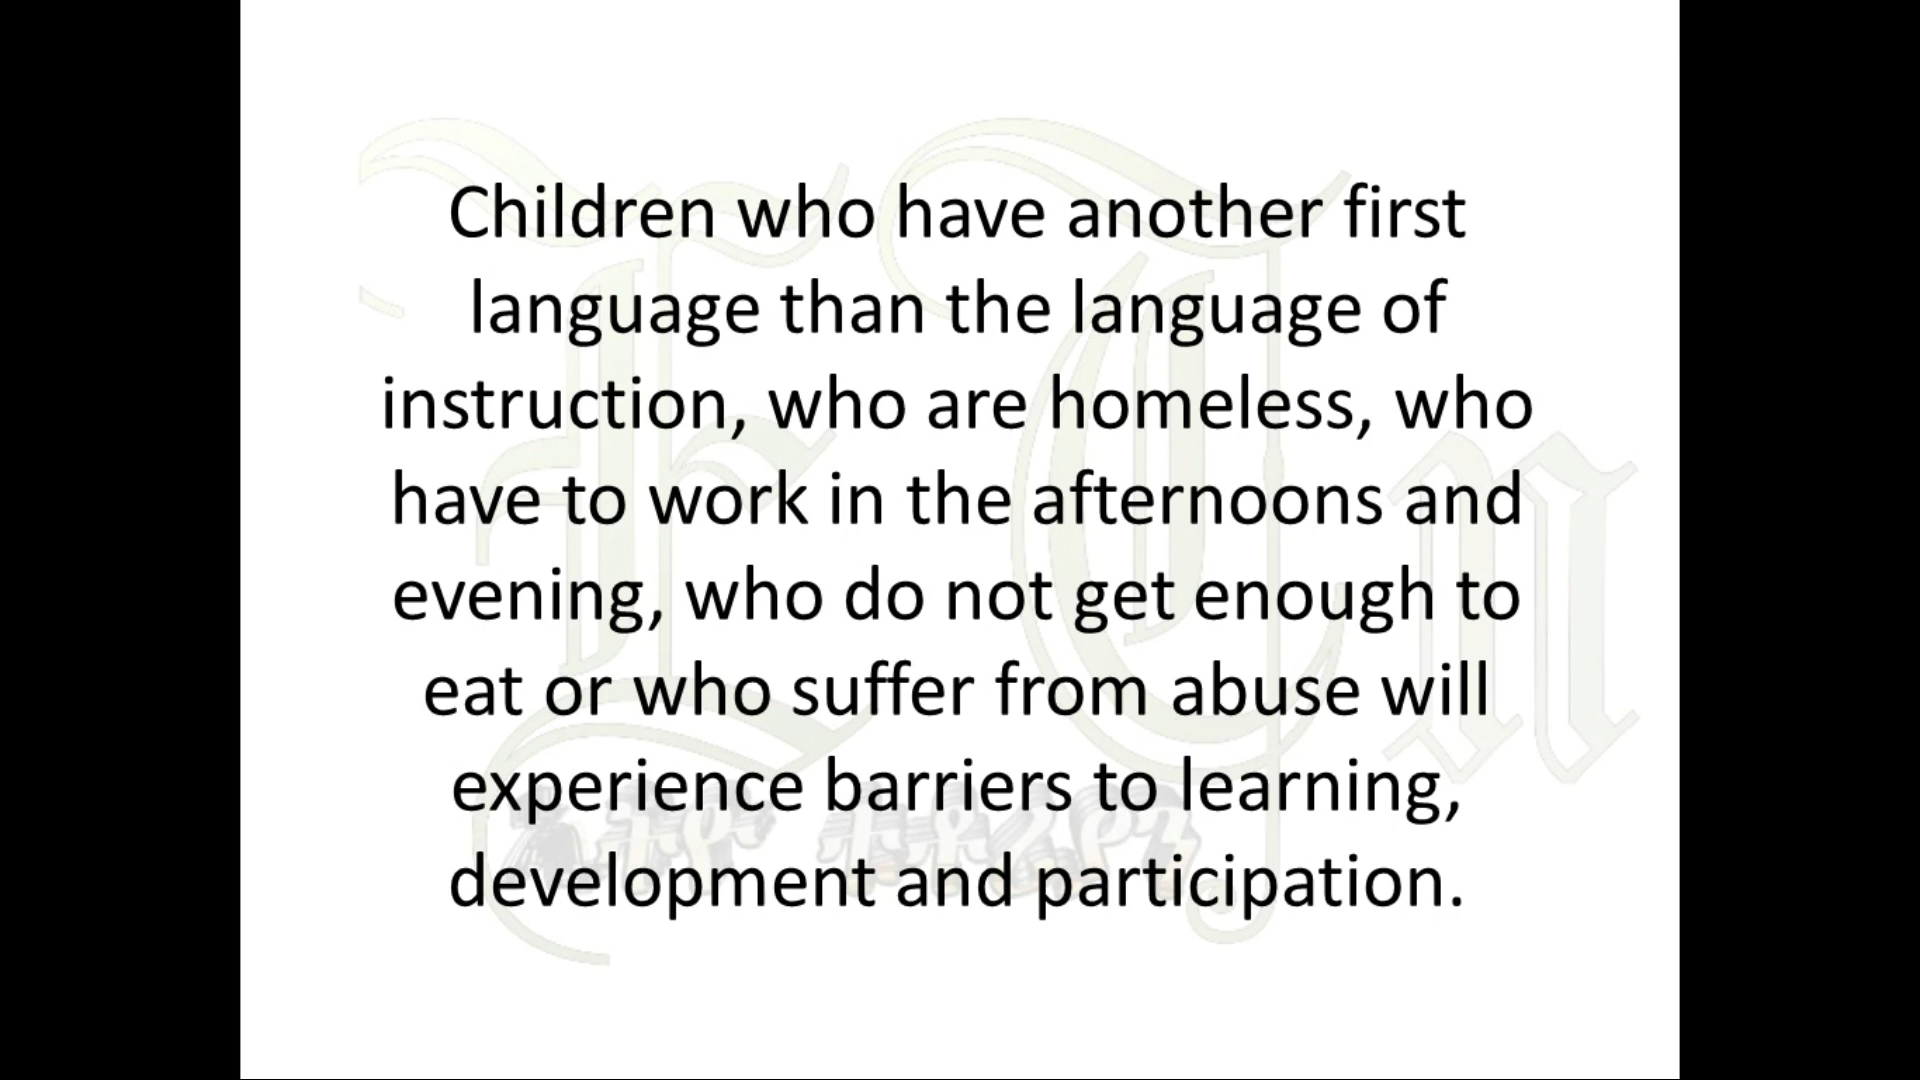 Children who have another first
language than the language of
instruction, who are homeless, who
have to work in the afternoons and
evening, who do not get enough to
eat or who suffer from abuse will
experience barriers to learning,
development and participation.